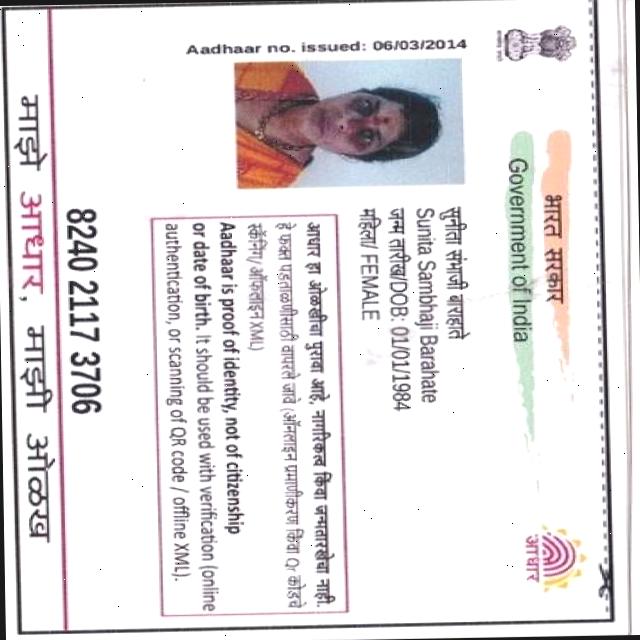 भारत सरकार
Government of India
Aadhaar no. issued: 06/03/2014
सुनीता संभाजी बाराहाते
Sunita Sambhaji Barahate
जन्म तारीख/DOB: 01/01/1984
महिला/ FEMALE
आधार हा ओळखीचा पुरावा आहे, नागरिकत्व किंवा जन्मतारखेचा नाही.
हे फक्त पडताळणीसाठी वापरले जावे (ऑनलाइन प्रमाणीकरण किंवा Qr कोडचे
स्कॅनिंग/ऑफलाइन XML)
Aadhaar is proof of identity, not of citizenship
or date of birth. It should be used with verification (online
authentication, or scanning of QR code / offline XML).
8240 2117 3706
माझे आधार, माझी ओळख
आधार